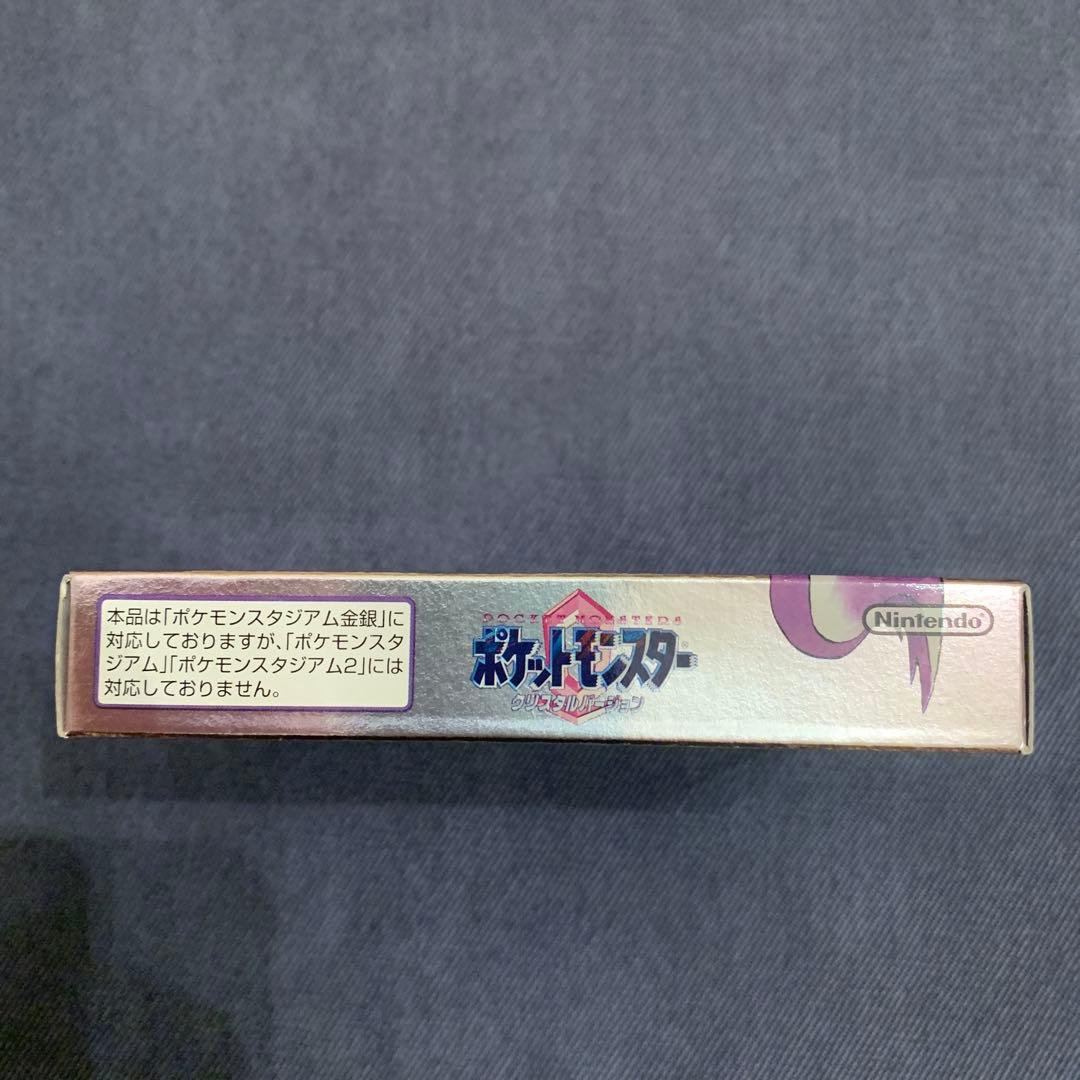 本品は「ポケモンスタジアム金銀」に
対応しておりますが、「ポケモンスタ
ジアム」「ポケモンスタジアム2」には
対応しておりません。
POCKET MONSTERS
ポケットモンスター
クリスタルバージョン
Nintendo